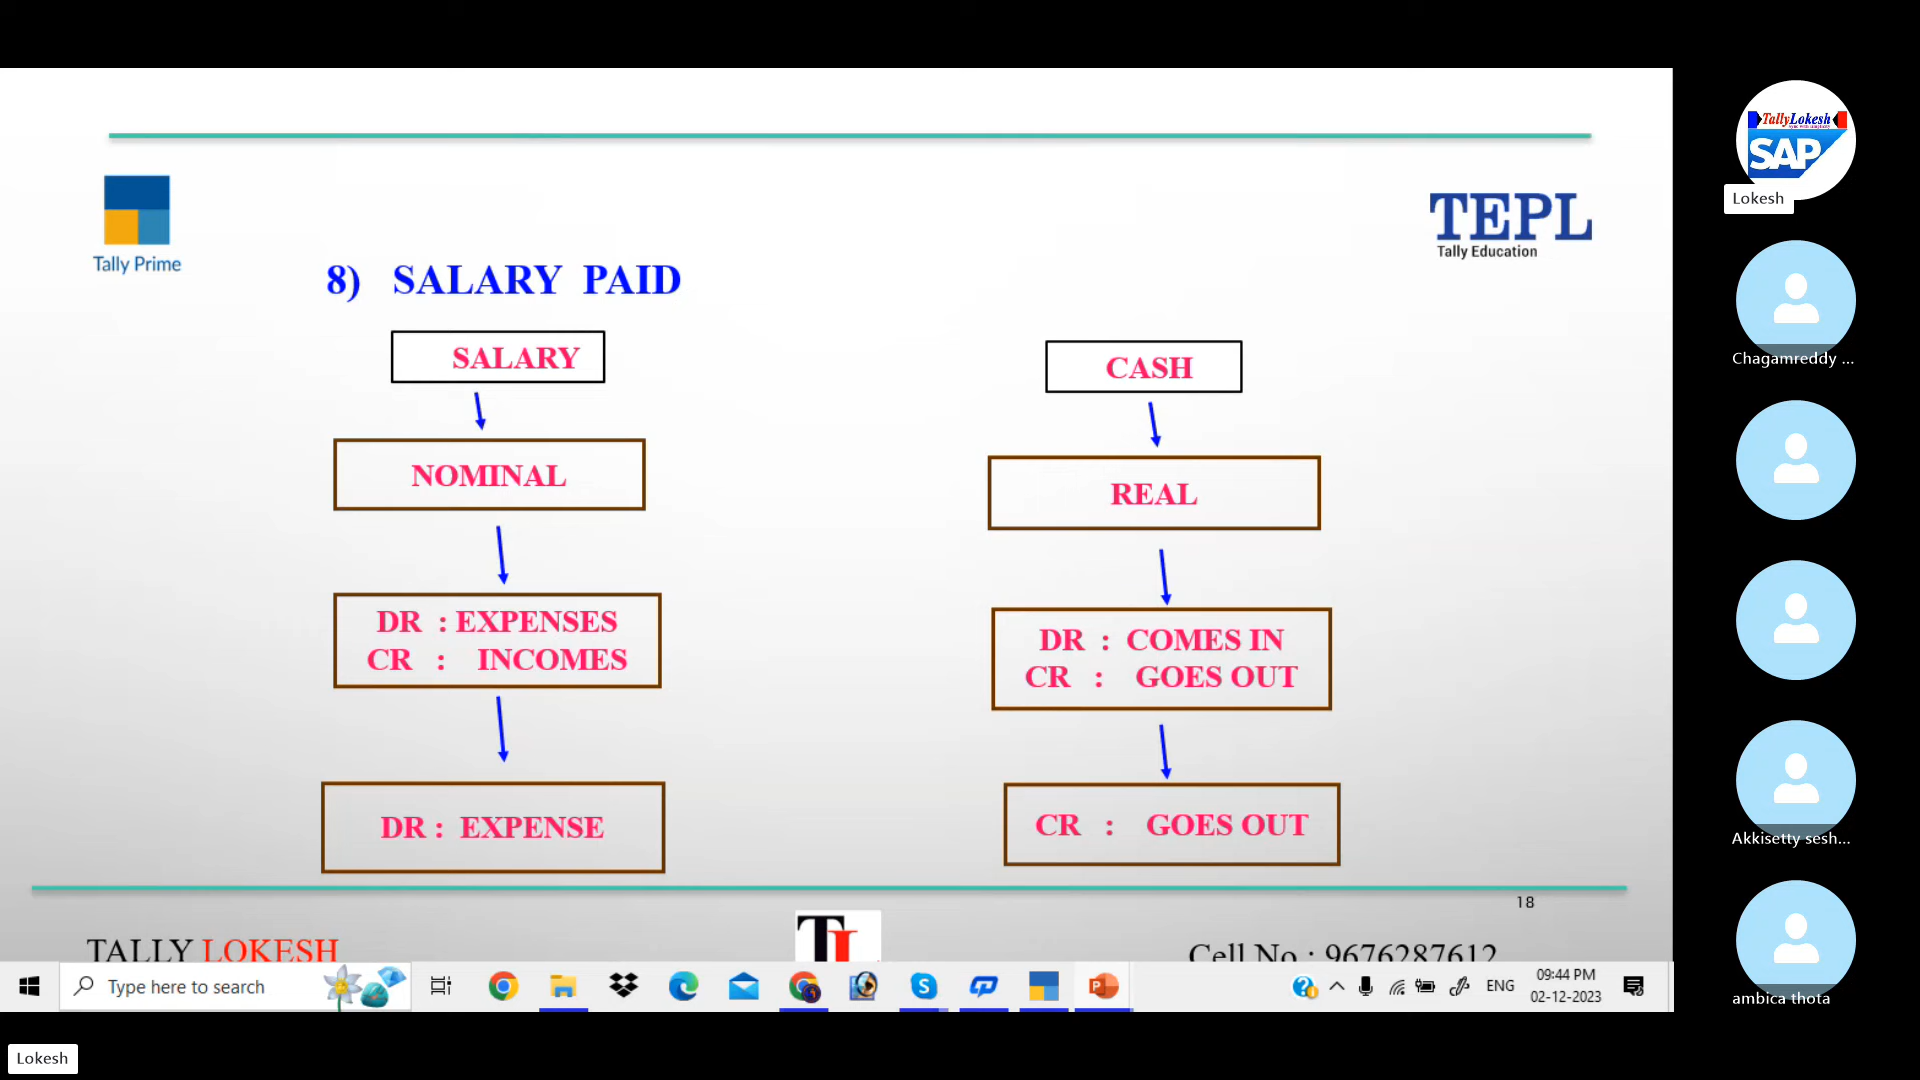 Tally Prime
TEPL
Tally Education
8) SALARY PAID
SALARY
NOMINAL
DR : EXPENSES
CR : INCOMES
DR : EXPENSE
CASH
REAL
DR : COMES IN
CR : GOES OUT
CR : GOES OUT
18
TALLY LOKESH
Cell No : 9676287612
Type here to search
ENG
09:44 PM
02-12-2023
TallyLokesh
SAP
Lokesh
Chagamreddy ...
Akkisetty sesh...
ambica thota
Lokesh